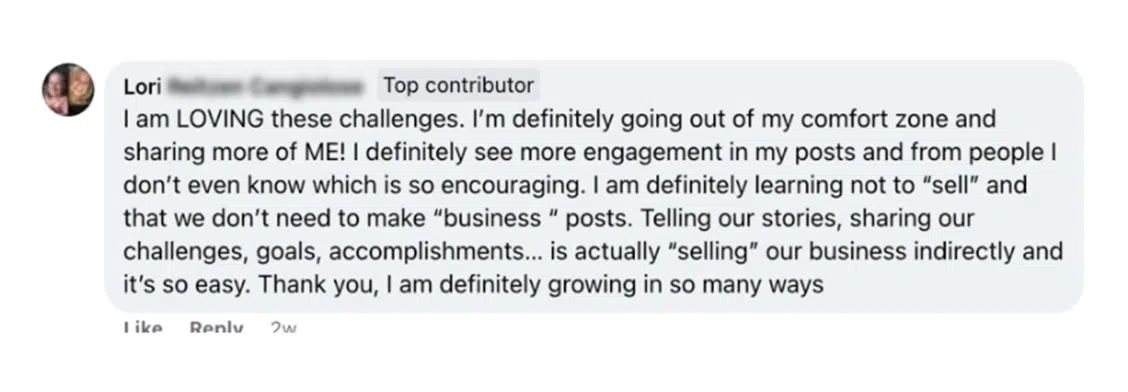 Lori Top contributor
I am LOVING these challenges. I’m definitely going out of my comfort zone and
sharing more of ME! I definitely see more engagement in my posts and from people I
don’t even know which is so encouraging. I am definitely learning not to “sell” and
that we don’t need to make “business “ posts. Telling our stories, sharing our
challenges, goals, accomplishments... is actually “selling” our business indirectly and
it’s so easy. Thank you, I am definitely growing in so many ways
Like Reply 2w